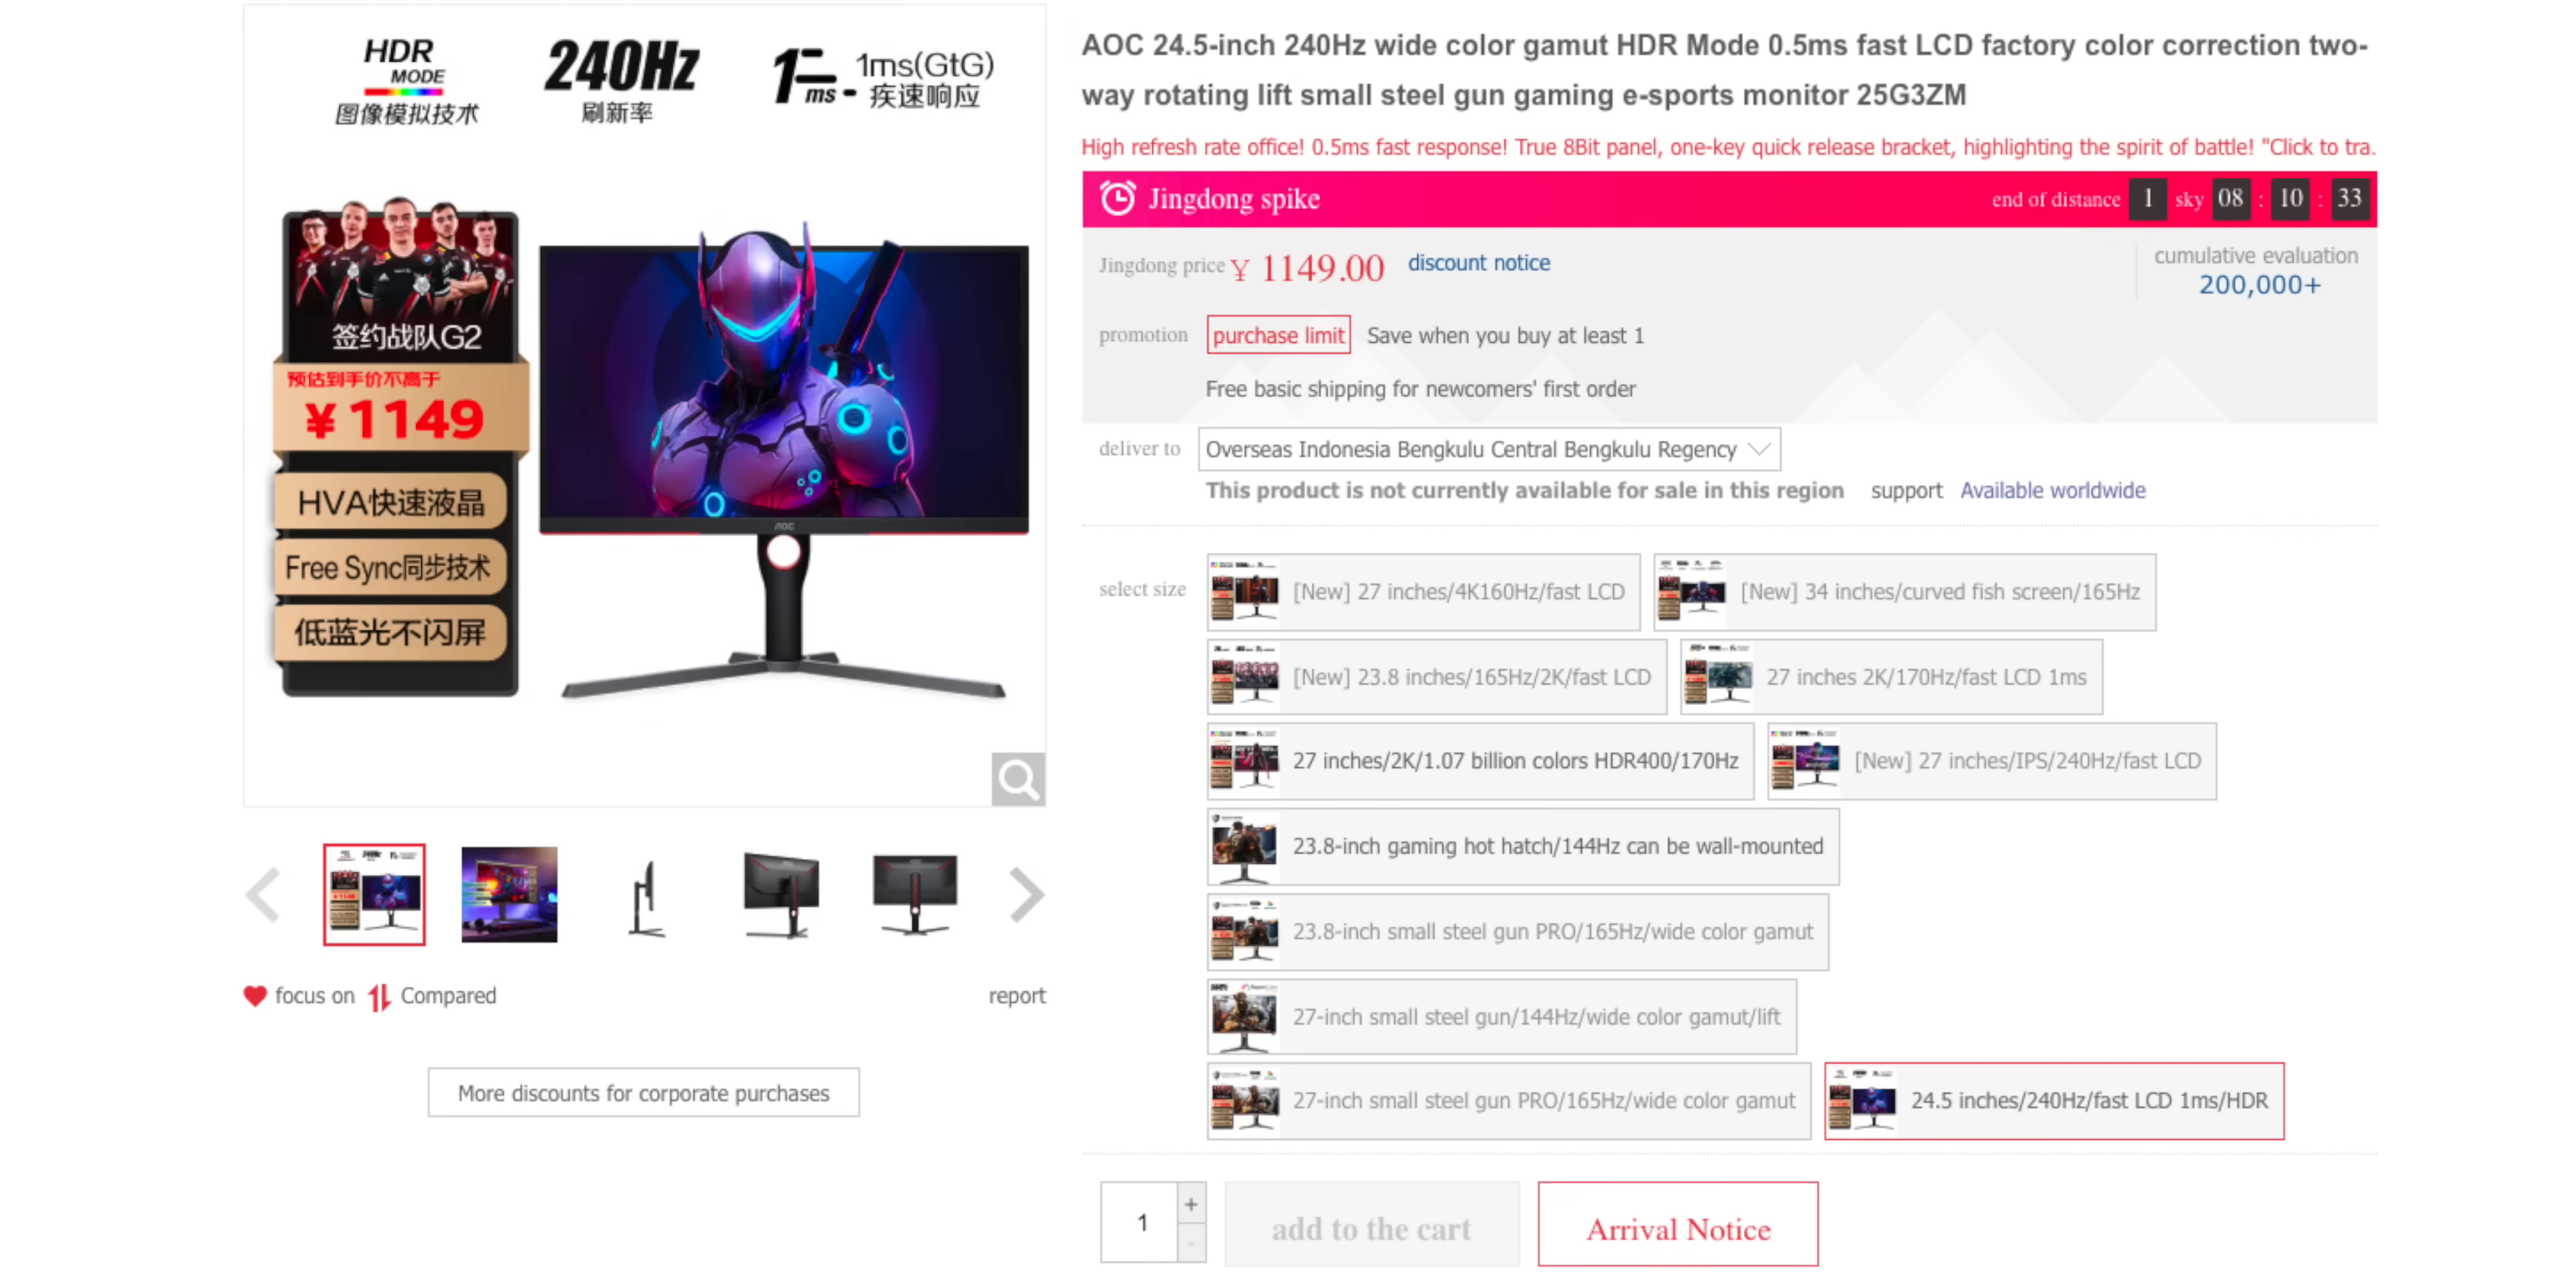 HDR
MODE
图像模拟技术
240Hz
刷新率
1ms
1ms(GtG)
疾速响应
签约战队G2
预估到手价不高于
¥1149
HVA快速液晶
Free Sync同步技术
低蓝光不闪屏
AOC
focus on
Compared
report
More discounts for corporate purchases
AOC 24.5-inch 240Hz wide color gamut HDR Mode 0.5ms fast LCD factory color correction two-
way rotating lift small steel gun gaming e-sports monitor 25G3ZM
High refresh rate office! 0.5ms fast response! True 8Bit panel, one-key quick release bracket, highlighting the spirit of battle! "Click to tra.
Jingdong spike
end of distance 1 sky 08 : 10 : 33
Jingdong price ¥ 1149.00 discount notice
cumulative evaluation
200,000+
promotion purchase limit Save when you buy at least 1
Free basic shipping for newcomers' first order
deliver to Overseas Indonesia Bengkulu Central Bengkulu Regency
This product is not currently available for sale in this region support Available worldwide
select size [New] 27 inches/4K160Hz/fast LCD [New] 34 inches/curved fish screen/165Hz
[New] 23.8 inches/165Hz/2K/fast LCD 27 inches 2K/170Hz/fast LCD 1ms
27 inches/2K/1.07 billion colors HDR400/170Hz [New] 27 inches/IPS/240Hz/fast LCD
23.8-inch gaming hot hatch/144Hz can be wall-mounted
23.8-inch small steel gun PRO/165Hz/wide color gamut
27-inch small steel gun/144Hz/wide color gamut/lift
27-inch small steel gun PRO/165Hz/wide color gamut 24.5 inches/240Hz/fast LCD 1ms/HDR
1 + - add to the cart Arrival Notice